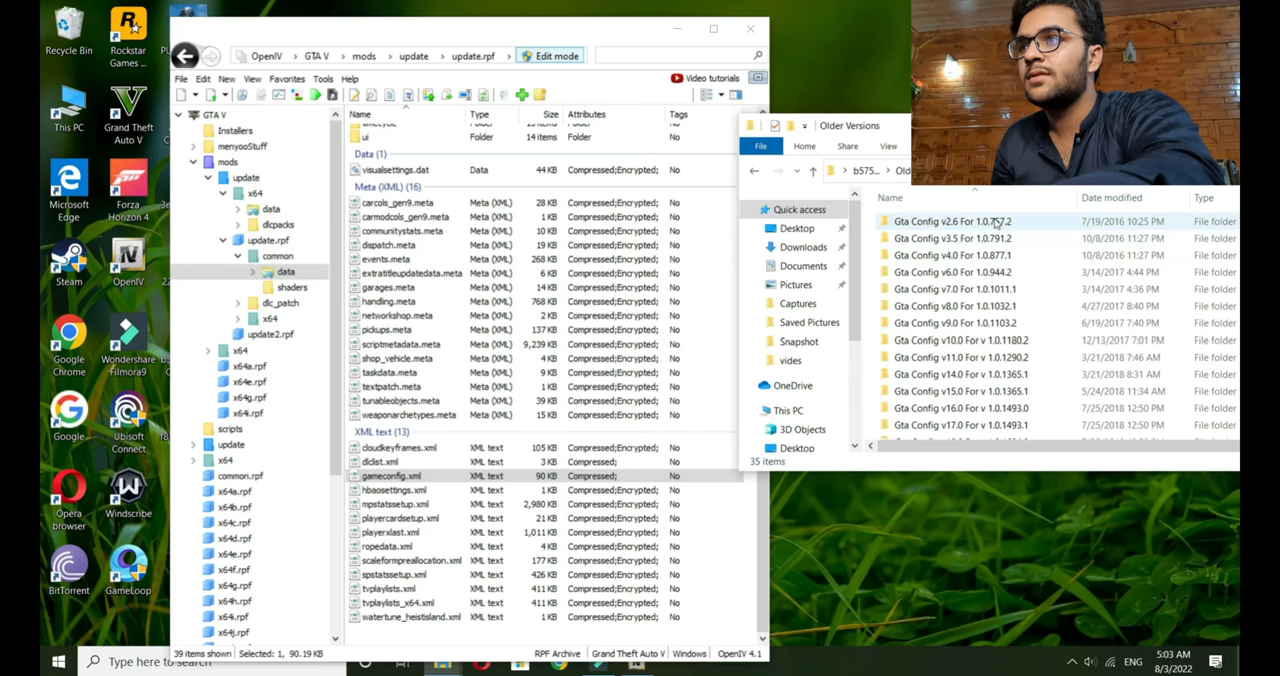 Recycle Bin
Rockstar
Games ...
This PC
Grand Theft
Auto V
Microsoft
Edge
Forza
Horizon 4
Steam
OpenIV
Google
Chrome
Wondershare
Filmora9
Google
Ubisoft
Connect
Opera
browser
Windscribe
BitTorrent
GameLoop
OpenIV > GTA V > mods > update > update.rpf > Edit mode
File Edit New View Favorites Tools Help
Video tutorials
GTA V
Installers
menyooStuff
mods
update
x64
data
dlcpacks
update.rpf
common
data
shaders
dlc_patch
x64
update2.rpf
x64
x64a.rpf
x64e.rpf
x64g.rpf
x64i.rpf
scripts
update
x64
common.rpf
x64a.rpf
x64b.rpf
x64c.rpf
x64d.rpf
x64e.rpf
x64f.rpf
x64g.rpf
x64h.rpf
x64i.rpf
x64j.rpf
Name Type Size Attributes Tags
ui Folder 14 items Folder No
Data (1)
visualsettings.dat Data 44 KB Compressed;Encrypted; No
Meta (XML) (16)
carcols_gen9.meta Meta (XML) 28 KB Compressed;Encrypted; No
carmodcols_gen9.meta Meta (XML) 1 KB Compressed;Encrypted; No
communitystats.meta Meta (XML) 10 KB Compressed;Encrypted; No
dispatch.meta Meta (XML) 19 KB Compressed;Encrypted; No
events.meta Meta (XML) 268 KB Compressed;Encrypted; No
extratitleupdatedata.meta Meta (XML) 6 KB Compressed;Encrypted; No
garages.meta Meta (XML) 14 KB Compressed;Encrypted; No
handling.meta Meta (XML) 768 KB Compressed;Encrypted; No
networkshop.meta Meta (XML) 2 KB Compressed;Encrypted; No
pickups.meta Meta (XML) 137 KB Compressed;Encrypted; No
scriptmetadata.meta Meta (XML) 9,239 KB Compressed;Encrypted; No
shop_vehicle.meta Meta (XML) 4 KB Compressed;Encrypted; No
taskdata.meta Meta (XML) 9 KB Compressed;Encrypted; No
textpatch.meta Meta (XML) 1 KB Compressed;Encrypted; No
tunableobjects.meta Meta (XML) 39 KB Compressed;Encrypted; No
weaponarchetypes.meta Meta (XML) 15 KB Compressed;Encrypted; No
XML text (13)
cloudkeyframes.xml XML text 105 KB Compressed;Encrypted; No
dlclist.xml XML text 3 KB Compressed; No
gameconfig.xml XML text 90 KB Compressed; No
hbaosettings.xml XML text 1 KB Compressed;Encrypted; No
mpstatssetup.xml XML text 2,980 KB Compressed;Encrypted; No
playercardsetup.xml XML text 21 KB Compressed;Encrypted; No
playerxlast.xml XML text 1,011 KB Compressed;Encrypted; No
ropedata.xml XML text 4 KB Compressed;Encrypted; No
scaleformpreallocation.xml XML text 177 KB Compressed;Encrypted; No
spstatssetup.xml XML text 426 KB Compressed;Encrypted; No
tvplaylists.xml XML text 411 KB Compressed;Encrypted; No
tvplaylists_x64.xml XML text 411 KB Compressed;Encrypted; No
watertune_heistisland.xml XML text 1 KB Compressed;Encrypted; No
39 items shown Selected: 1, 90.19 KB RPF Archive Grand Theft Auto V Windows OpenIV 4.1
Older Versions
File Home Share View
b575... > Old
Quick access
Desktop
Downloads
Documents
Pictures
Captures
Saved Pictures
Snapshot
videos
OneDrive
This PC
3D Objects
Desktop
Name Date modified Type
Gta Config v2.6 For 1.0.757.2 7/19/2016 10:25 PM File folder
Gta Config v3.5 For 1.0.791.2 10/8/2016 11:27 PM File folder
Gta Config v4.0 For 1.0.877.1 10/8/2016 11:27 PM File folder
Gta Config v6.0 For 1.0.944.2 3/14/2017 4:44 PM File folder
Gta Config v7.0 For 1.0.1011.1 3/14/2017 4:36 PM File folder
Gta Config v8.0 For 1.0.1032.1 4/27/2017 8:40 PM File folder
Gta Config v9.0 For 1.0.1103.2 6/19/2017 7:40 PM File folder
Gta Config v10.0 For v 1.0.1180.2 12/13/2017 7:01 PM File folder
Gta Config v11.0 For v 1.0.1290.2 3/21/2018 7:46 AM File folder
Gta Config v14.0 For v 1.0.1365.1 3/21/2018 8:31 AM File folder
Gta Config v15.0 For v 1.0.1365.1 5/24/2018 11:34 AM File folder
Gta Config v16.0 For v 1.0.1493.0 7/25/2018 12:50 PM File folder
Gta Config v17.0 For v 1.0.1493.1 7/25/2018 12:50 PM File folder
35 items
Type here to search
ENG
5:03 AM
8/3/2022